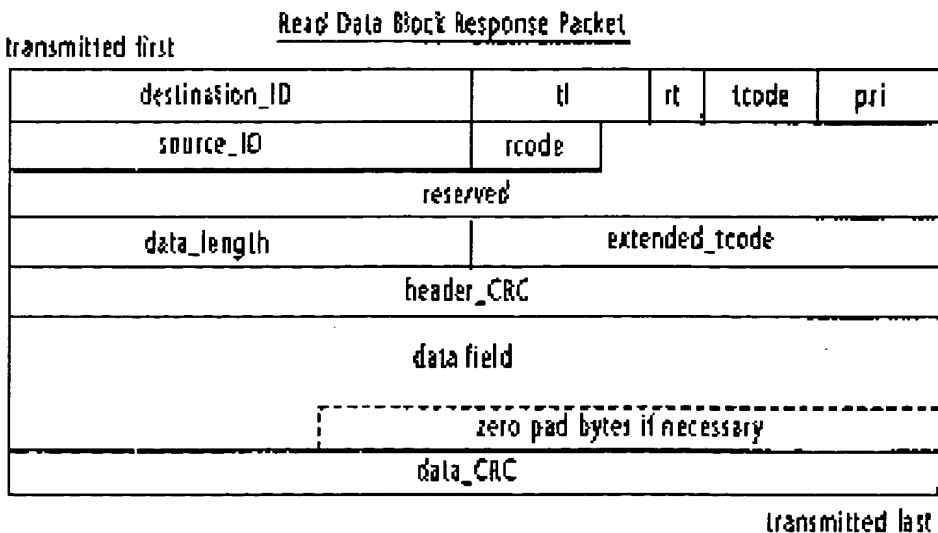 Read Data Block Response Packet
transmitted first
destination_ID tl rt tcode pri
source_ID rcode
reserved
data_length extended_tcode
header_CRC
data field
zero pad bytes if necessary
data_CRC
transmitted last